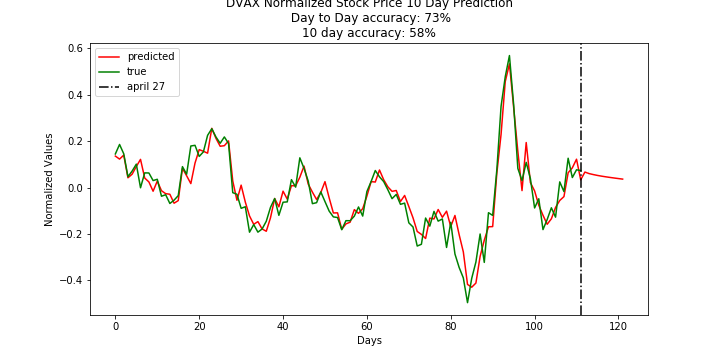 DVAX Normalized Stock Price 10 Day Prediction
Day to Day accuracy: 73%
10 day accuracy: 58%
predicted
true
april 27
Normalized Values
0.6
0.4
0.2
0.0
−0.2
−0.4
0
20
40
60
80
100
120
Days